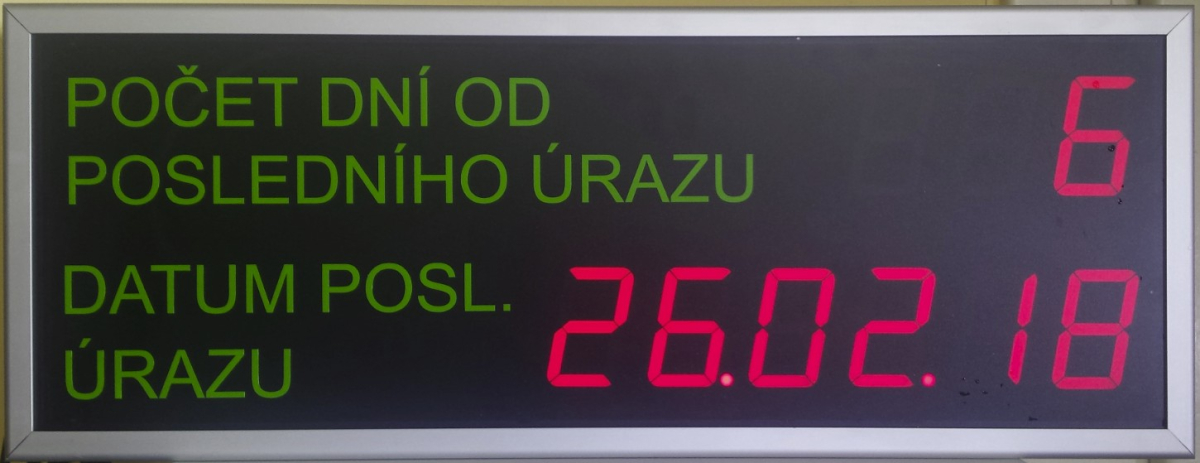 POČET DNÍ OD
POSLEDNÍHO ÚRAZU 6
DATUM POSL.
ÚRAZU 26.02.18